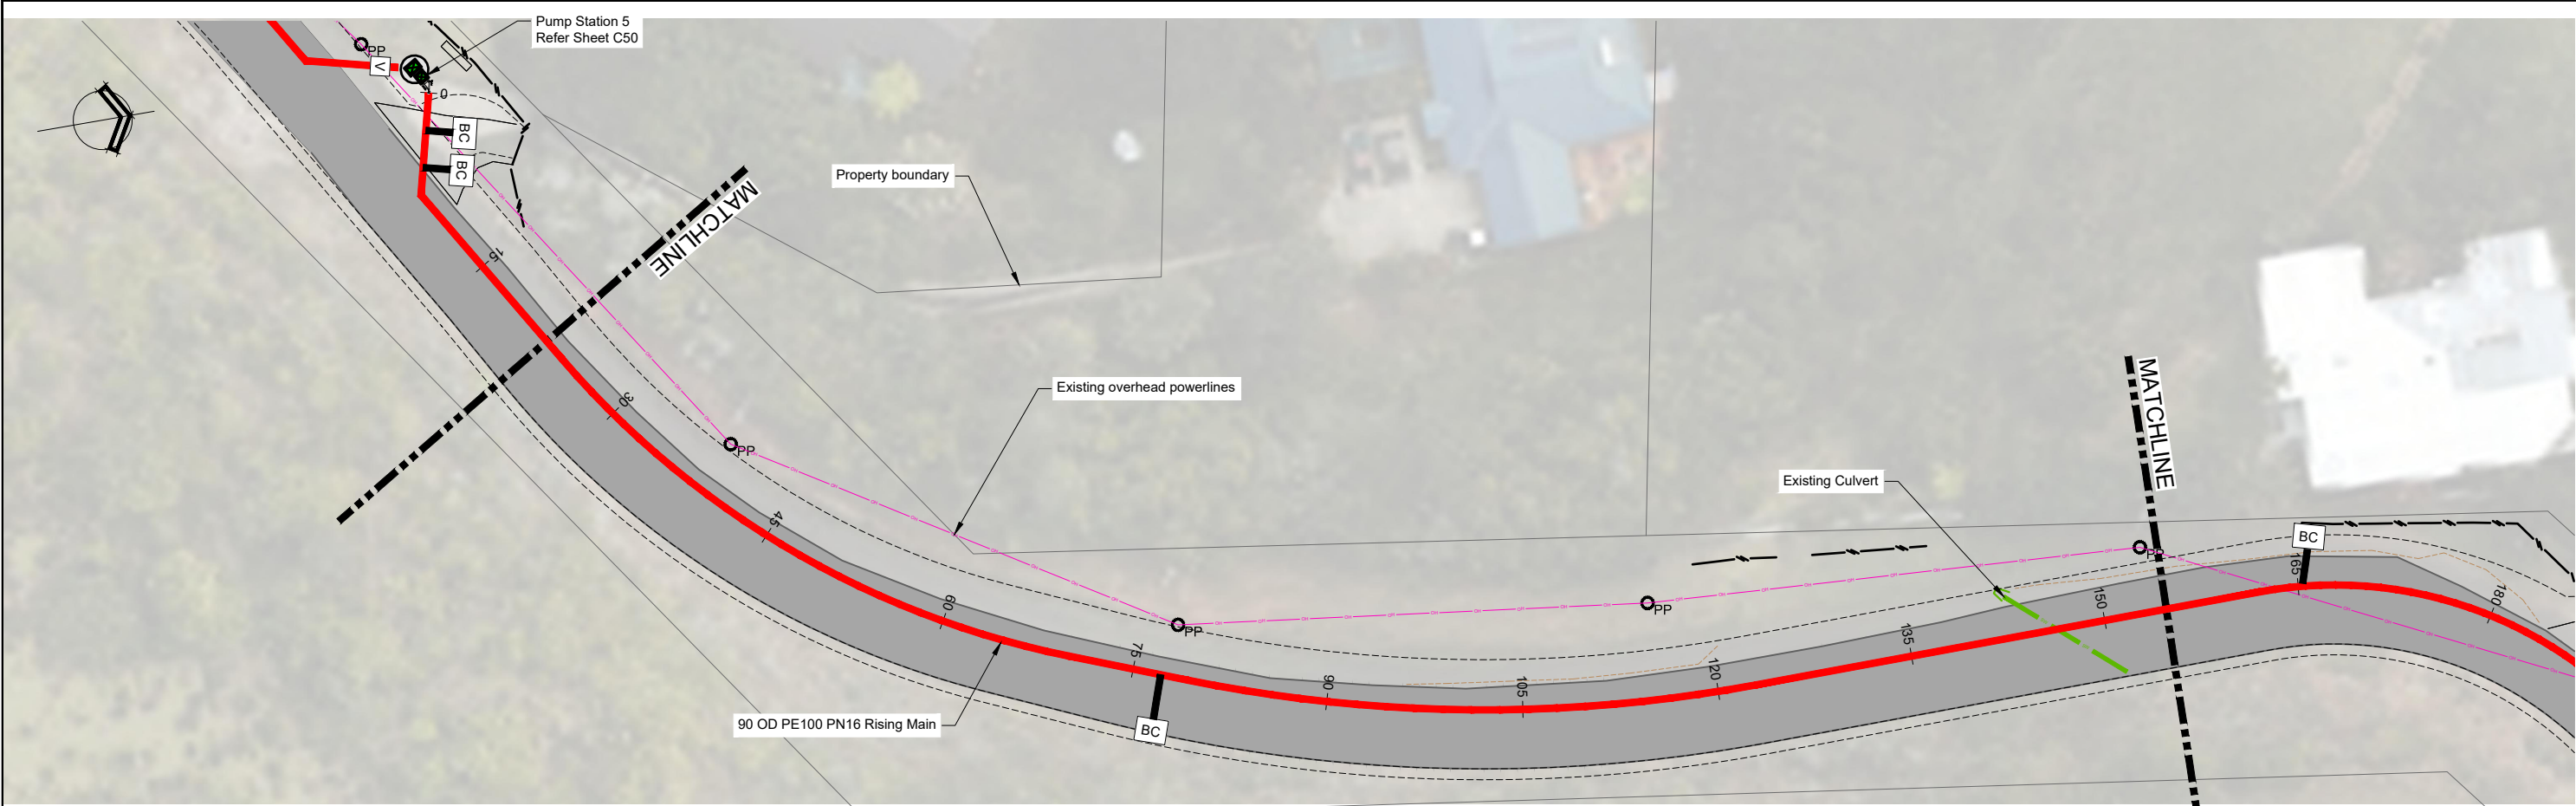 Pump Station 5
Refer Sheet C50
PP
V
0
BC
BC
15
MATCHLINE
Property boundary
30
PP
Existing overhead powerlines
45
60
75
PP
90 OD PE100 PN16 Rising Main
BC
90
105
PP
120
135
Existing Culvert
150
MATCHLINE
PP
BC
165
180